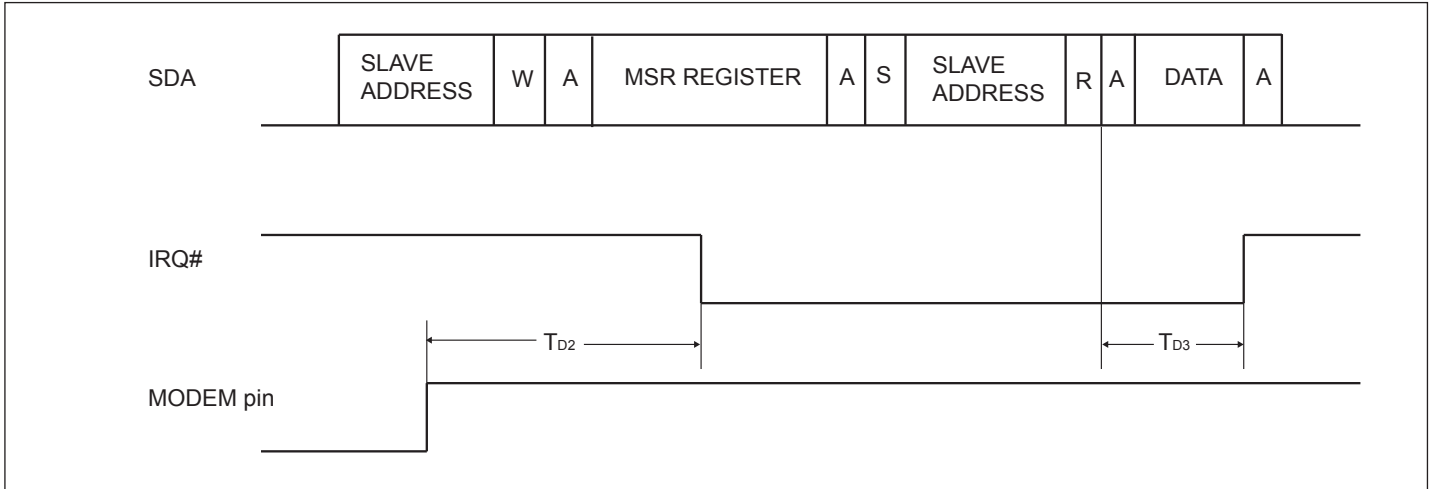 SDA
SLAVE
ADDRESS
W
A
MSR REGISTER
A
S
SLAVE
ADDRESS
R
A
DATA
A
IRQ#
TD2
TD3
MODEM pin